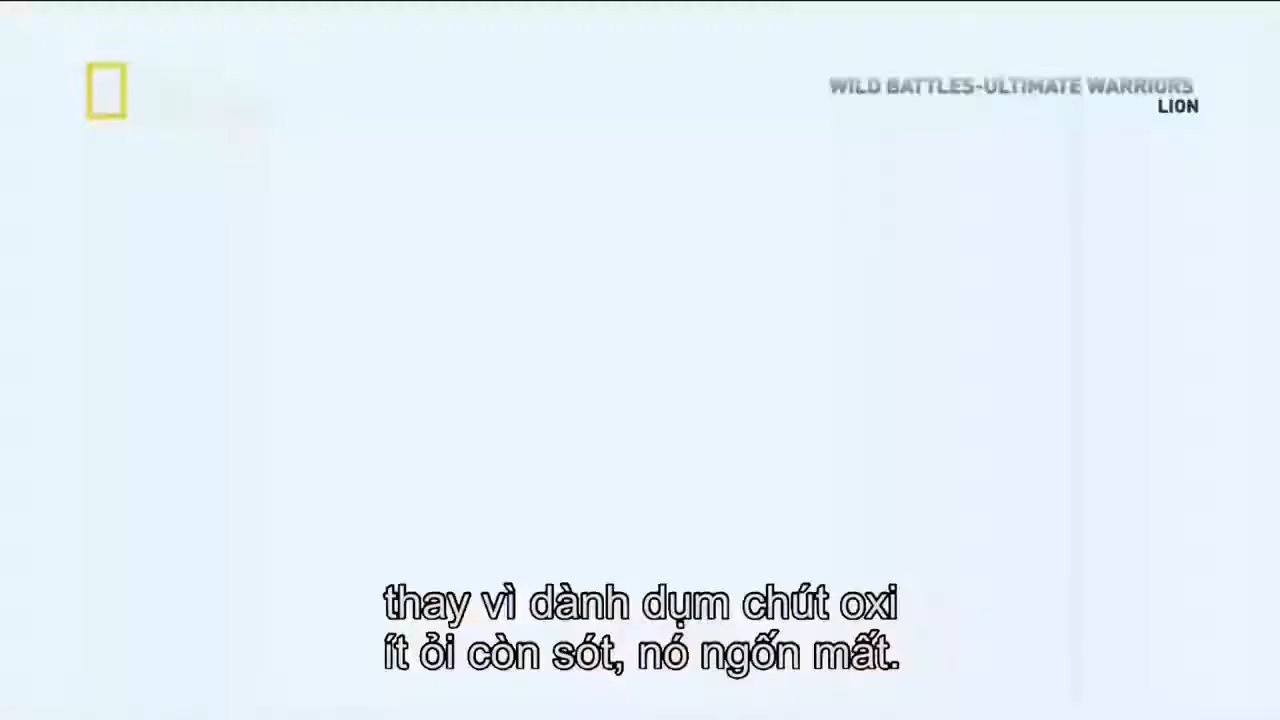 WILD BATTLES-ULTIMATE WARRIORS
LION
thay vì dành dụm chút oxi
ít ỏi còn sót, nó ngốn mất.